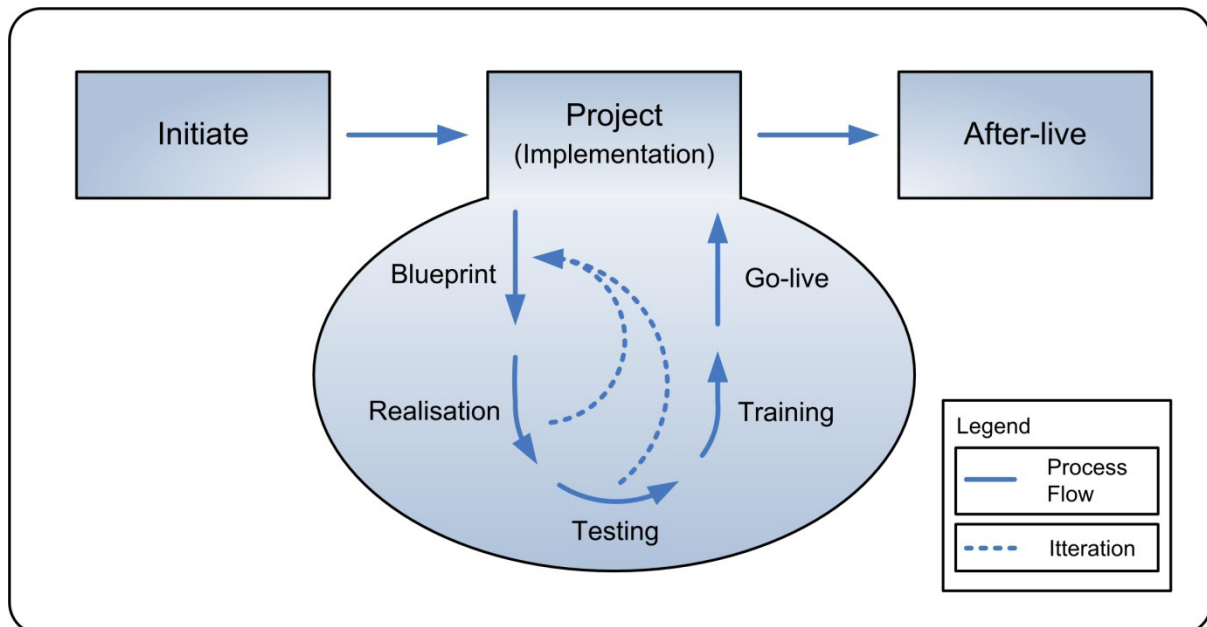 Initiate
Project
(Implementation)
After-live
Blueprint
Go-live
Realisation
Training
Testing
Legend
Process
Flow
Itteration